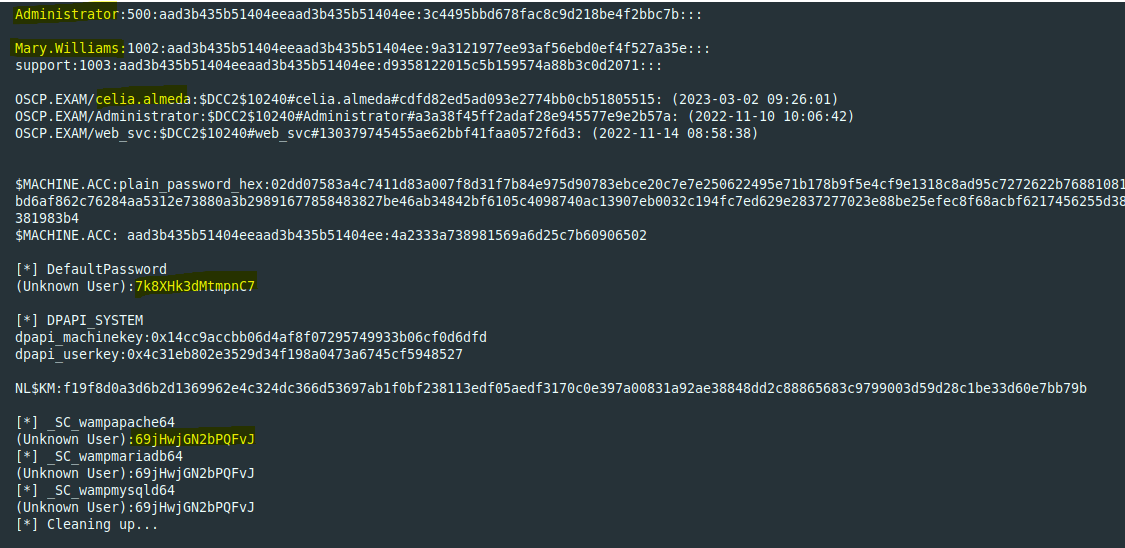 Administrator:500:aad3b435b51404eeaad3b435b51404ee:3c4495bbd678fac8c9d218be4f2bbc7b:::
Mary.Williams:1002:aad3b435b51404eeaad3b435b51404ee:9a3121977ee93af56ebd0ef4f527a35e:::
support:1003:aad3b435b51404eeaad3b435b51404ee:d9358122015c5b159574a88b3c0d2071:::
OSCP.EXAM/celia.almeda:$DCC2$10240#celia.almeda#cdfd82ed5ad093e2774bb0cb51805515: (2023-03-02 09:26:01)
OSCP.EXAM/Administrator:$DCC2$10240#Administrator#a3a38f45ff2adaf28e945577e9e2b57a: (2022-11-10 10:06:42)
OSCP.EXAM/web_svc:$DCC2$10240#web_svc#130379745455ae62bbf41faa0572f6d3: (2022-11-14 08:58:38)
$MACHINE.ACC:plain_password_hex:02dd07583a4c7411d83a007f8d31f7b84e975d90783ebce20c7e7e250622495e71b178b9f5e4cf9e1318c8ad95c7272622b76881081
bd6af862c76284aa5312e73880a3b29891677858483827be46ab34842bf6105c4098740ac13907eb0032c194fc7ed629e2837277023e88be25efec8f68acbf6217456255d38
381983b4
$MACHINE.ACC: aad3b435b51404eeaad3b435b51404ee:4a2333a738981569a6d25c7b60906502
[*] DefaultPassword
(Unknown User):7k8XHk3dMtmpnC7
[*] DPAPI_SYSTEM
dpapi_machinekey:0x14cc9accbb06d4af8f07295749933b06cf0d6dfd
dpapi_userkey:0x4c31eb802e3529d34f198a0473a6745cf5948527
NL$KM:f19f8d0a3d6b2d1369962e4c324dc366d53697ab1f0bf238113edf05aedf3170c0e397a00831a92ae38848dd2c88865683c9799003d59d28c1be33d60e7bb79b
[*] _SC_wampapache64
(Unknown User):69jHwjGN2bPQFvJ
[*] _SC_wampmariadb64
(Unknown User):69jHwjGN2bPQFvJ
[*] _SC_wampmysqld64
(Unknown User):69jHwjGN2bPQFvJ
[*] Cleaning up...